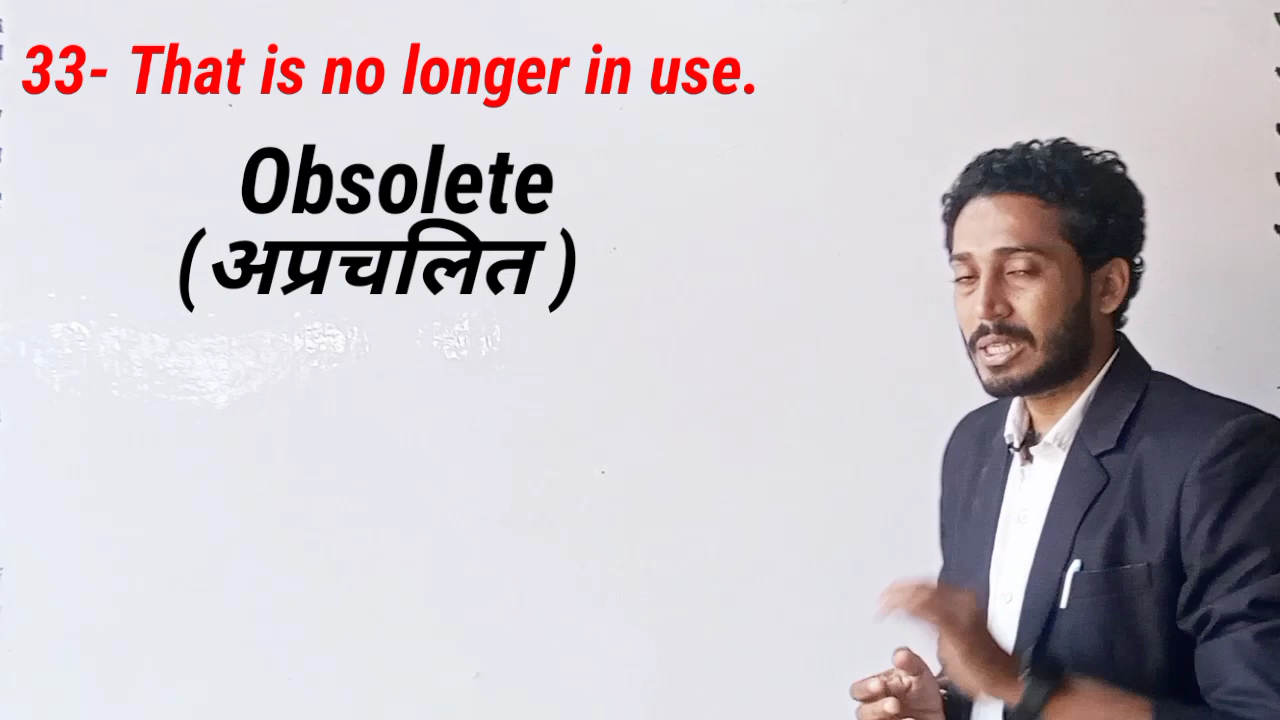 33- That is no longer in use.
Obsolete
(अप्रचलित)